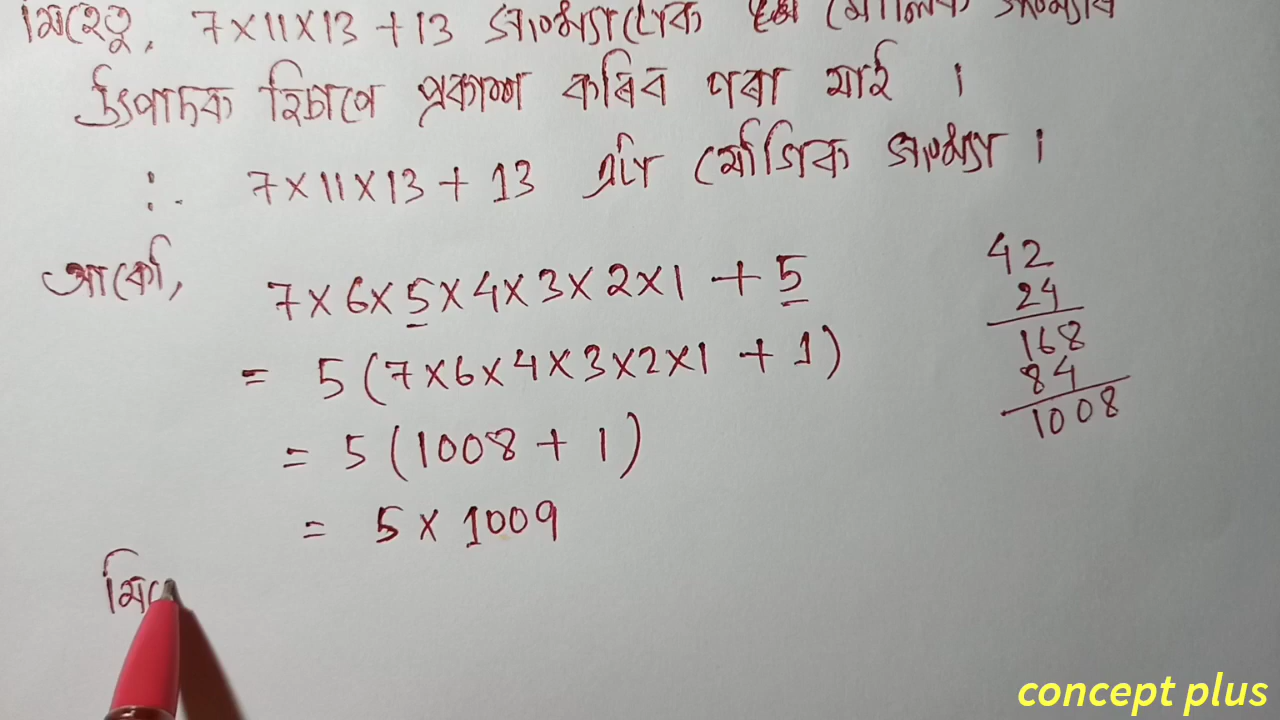 যিহেতু, 7×11×13+13 সংখ্যাটোক মৌলিক সংখ্যাৰ
উৎপাদক হিচাপে প্ৰকাশ কৰিব পৰা যাই ।
∴ 7×11×13+13 এটা যৌগিক সংখ্যা ।
আকৌ, 7×6×5×4×3×2×1 + 5
= 5(7×6×4×3×2×1 + 1)
= 5(1008 + 1)
= 5 × 1009
যিহে
42
24
168
84
1008
concept plus